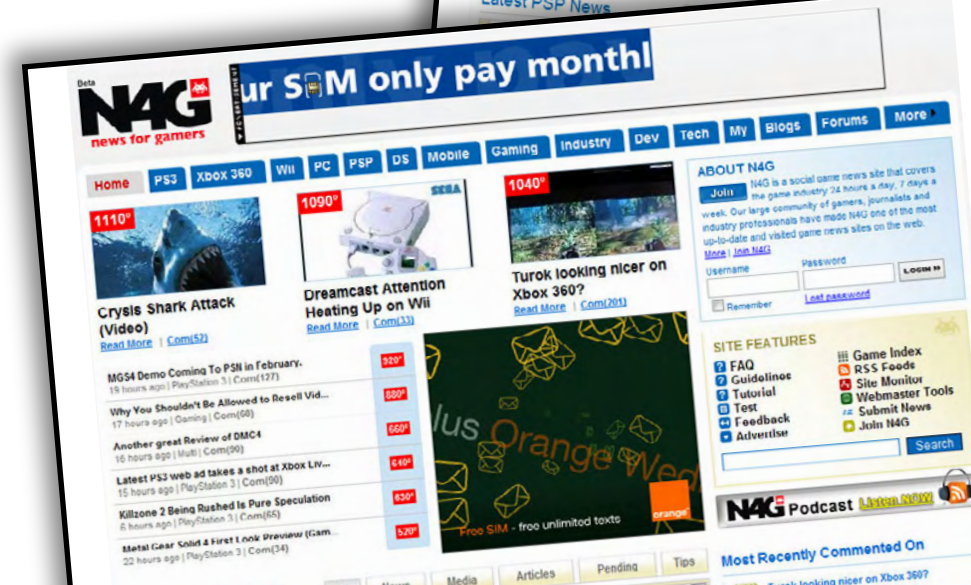 Latest PSP News
Beta
N4G
news for gamers
ADVERTISEMENT
ur SIM only pay monthl
Home PS3 Xbox 360 Wii PC PSP DS Mobile Gaming Industry Dev Tech My Blogs Forums More
1110°
Crysis Shark Attack
(Video)
Read More | Com(52)
1090°
SEGA
Dreamcast Attention
Heating Up on Wii
Read More | Com(33)
1040°
Turok looking nicer on
Xbox 360?
Read More | Com(201)
MGS4 Demo Coming To PSN in February. 920°
19 hours ago | PlayStation 3 | Com(127)
Why You Shouldn't Be Allowed to Resell Vid... 880°
17 hours ago | Gaming | Com(60)
Another great Review of DMC4 660°
16 hours ago | Multi | Com(90)
Latest PS3 web ad takes a shot at Xbox Liv... 640°
15 hours ago | PlayStation 3 | Com(90)
Killzone 2 Being Rushed Is Pure Speculation 630°
6 hours ago | PlayStation 3 | Com(65)
Metal Gear Solid 4 First Look Preview (Gam... 520°
22 hours ago | PlayStation 3 | Com(34)
lus Orange Wed
Free SIM - free unlimited texts
orange
News Media Articles Pending Tips
ABOUT N4G
Join N4G is a social game news site that covers
the game industry 24 hours a day, 7 days a
week. Our large community of gamers, journalists and
industry professionals have made N4G one of the most
up-to-date and visited game news sites on the web.
More | Join N4G
Username Password
LOGIN »
Remember Lost password
SITE FEATURES
FAQ
Guidelines
Tutorial
Test
Feedback
Advertise
Game Index
RSS Feeds
Site Monitor
Webmaster Tools
Submit News
Join N4G
Search
N4G Podcast Listen NOW
Most Recently Commented On
Turok looking nicer on Xbox 360?